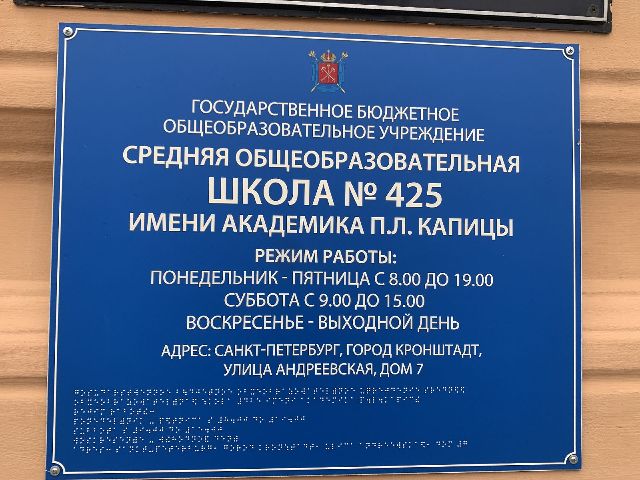 ГОСУДАРСТВЕННОЕ БЮДЖЕТНОЕ
ОБЩЕОБРАЗОВАТЕЛЬНОЕ УЧРЕЖДЕНИЕ
СРЕДНЯЯ ОБЩЕОБРАЗОВАТЕЛЬНАЯ
ШКОЛА № 425
ИМЕНИ АКАДЕМИКА П.Л. КАПИЦЫ
РЕЖИМ РАБОТЫ:
ПОНЕДЕЛЬНИК - ПЯТНИЦА С 8.00 ДО 19.00
СУББОТА С 9.00 ДО 15.00
ВОСКРЕСЕНЬЕ - ВЫХОДНОЙ ДЕНЬ
АДРЕС: САНКТ-ПЕТЕРБУРГ, ГОРОД КРОНШТАДТ,
УЛИЦА АНДРЕЕВСКАЯ, ДОМ 7